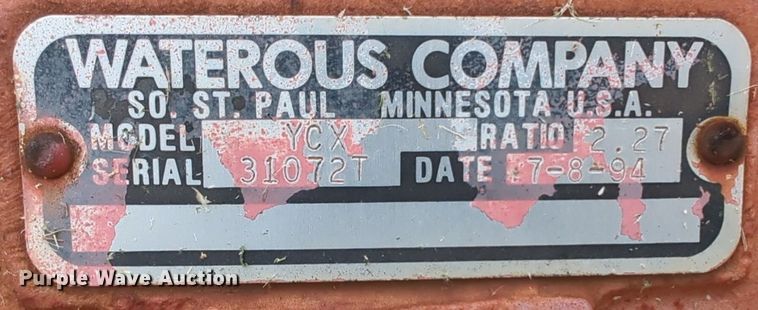 WATEROUS COMPANY
SO. ST. PAUL MINNESOTA U.S.A.
MODEL YCX RATIO 2.27
SERIAL 31072T DATE 7-8-94
Purple Wave Auction